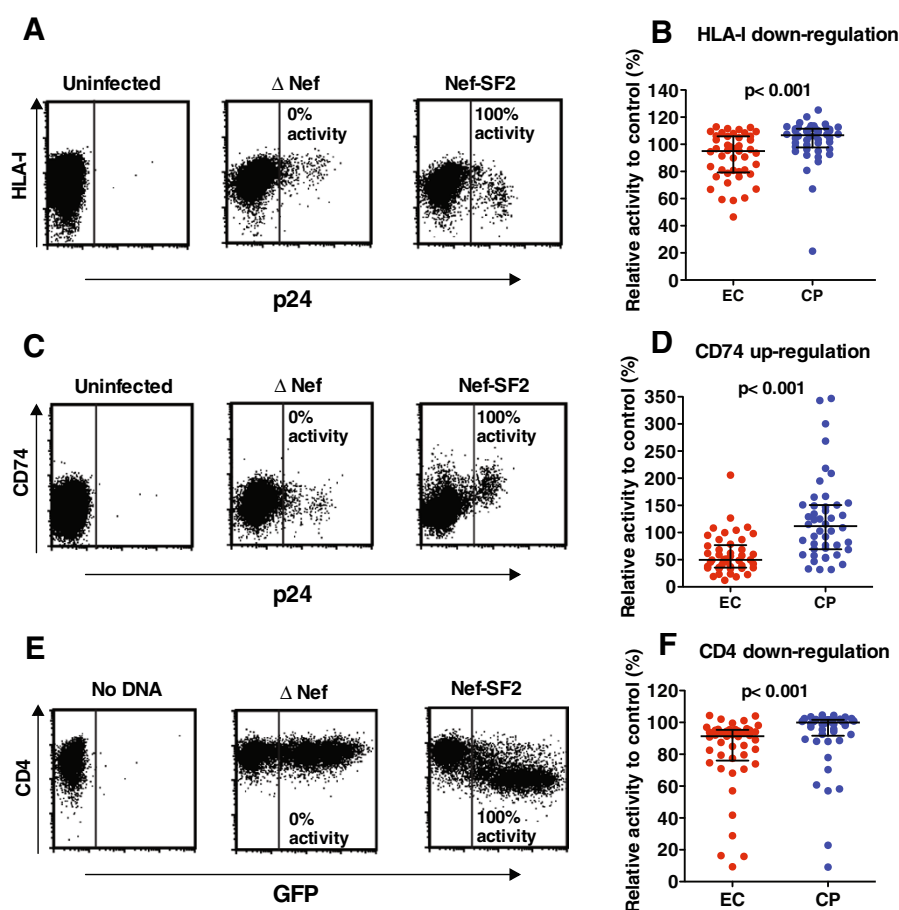 A
Uninfected
Δ Nef
Nef-SF2
0%
activity
100%
activity
HLA-I
p24
B
HLA-I down-regulation
p< 0.001
Relative activity to control (%)
140
120
100
80
60
40
20
0
EC
CP
C
Uninfected
Δ Nef
Nef-SF2
0%
activity
100%
activity
CD74
p24
D
CD74 up-regulation
p< 0.001
Relative activity to control (%)
350
300
250
200
150
100
50
0
EC
CP
E
No DNA
Δ Nef
Nef-SF2
0%
activity
100%
activity
CD4
GFP
F
CD4 down-regulation
p< 0.001
Relative activity to control (%)
120
100
80
60
40
20
0
EC
CP